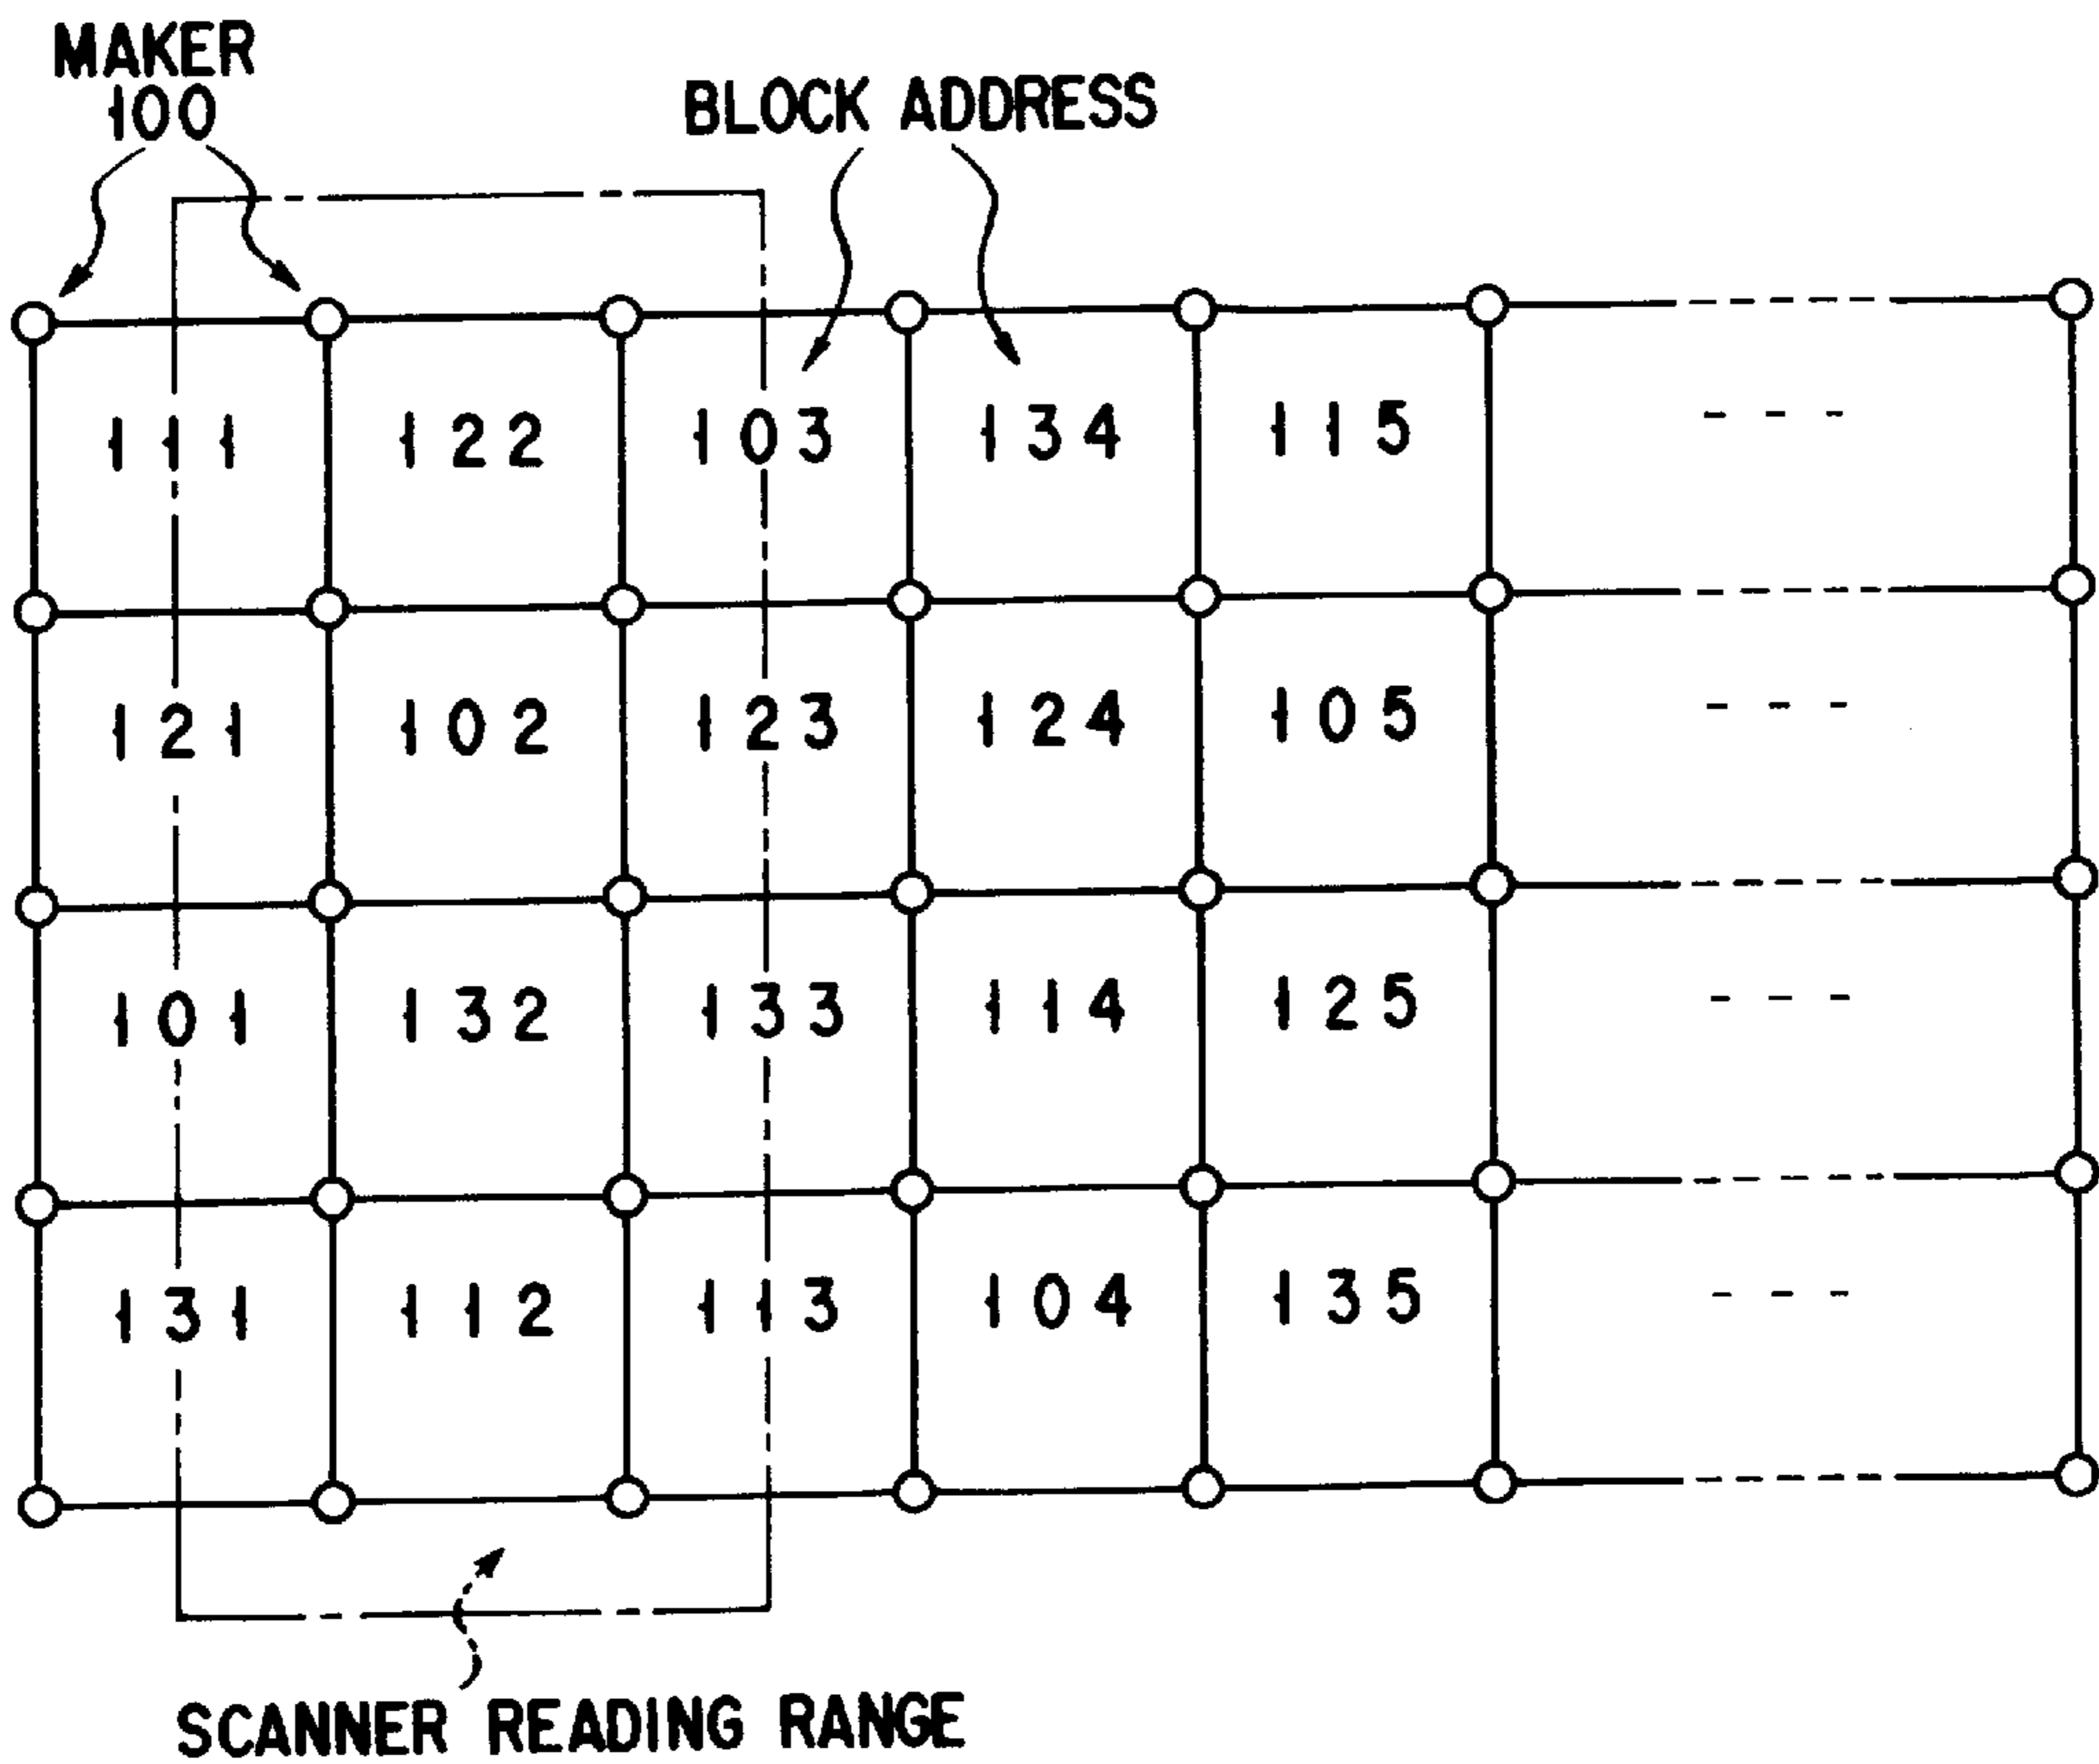 MAKER
100
BLOCK ADDRESS
111 122 103 134 115 - - -
121 102 123 124 105 - - -
101 132 133 114 125 - - -
131 112 113 104 135 - - -
SCANNER READING RANGE